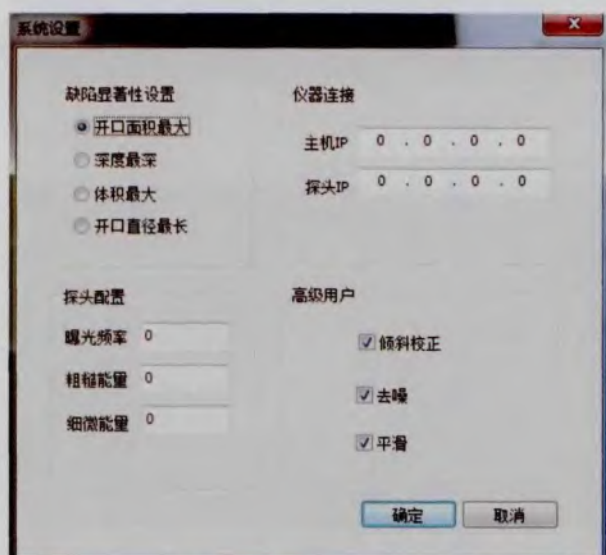 系统设置
缺陷显著性设置
开口面积最大
深度最深
体积最大
开口直径最长
仪器连接
主机IP 0 . 0 . 0 . 0
探头IP 0 . 0 . 0 . 0
探头配置
曝光频率 0
粗糙能量 0
细微能量 0
高级用户
倾斜校正
去噪
平滑
确定
取消